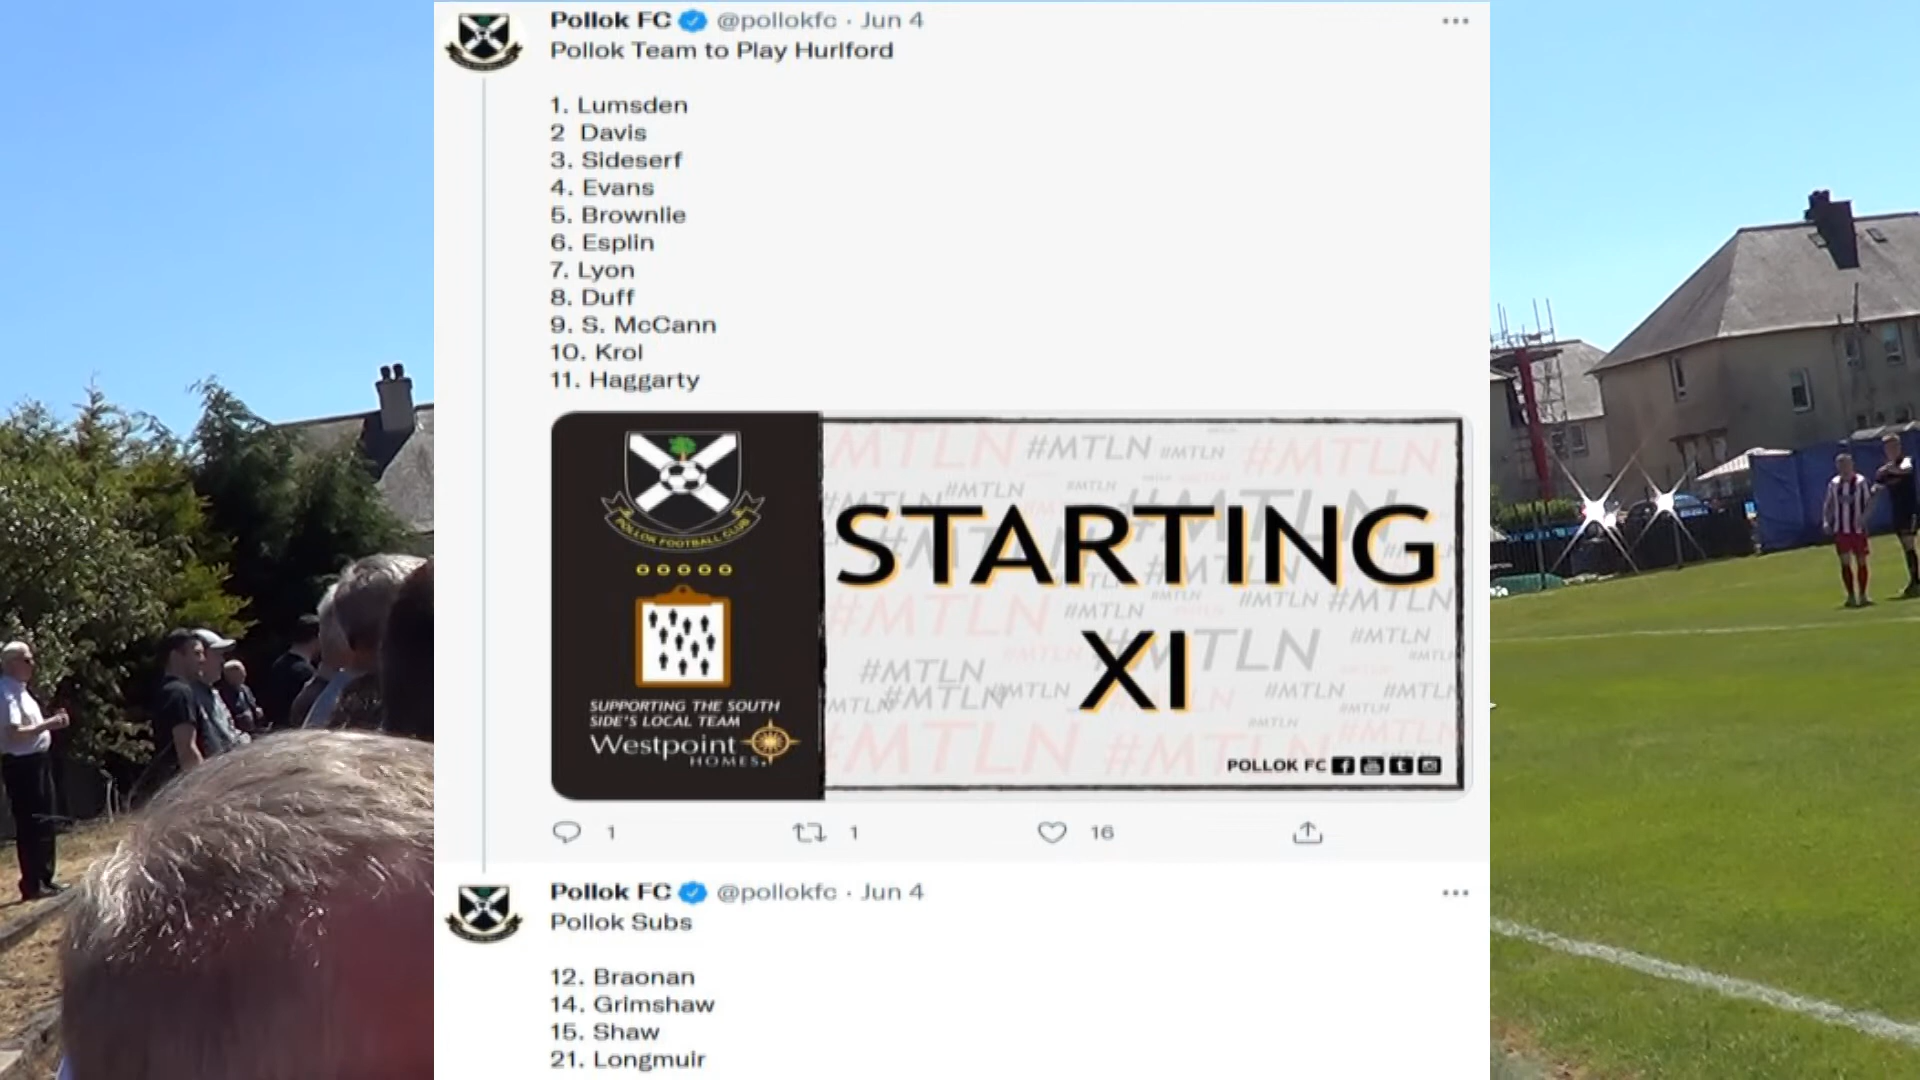 Pollok FC @pollokfc · Jun 4
Pollok Team to Play Hurlford
1. Lumsden
2 Davis
3. Sideserf
4. Evans
5. Brownlie
6. Esplin
7. Lyon
8. Duff
9. S. McCann
10. Krol
11. Haggarty
POLLOK FOOTBALL CLUB
SUPPORTING THE SOUTH
SIDE'S LOCAL TEAM
Westpoint
HOMES.
#MTLN #MTLN #MTLN #MTLN
STARTING
XI
POLLOK FC
1 1 16
Pollok FC @pollokfc · Jun 4
Pollok Subs
12. Braonan
14. Grimshaw
15. Shaw
21. Longmuir